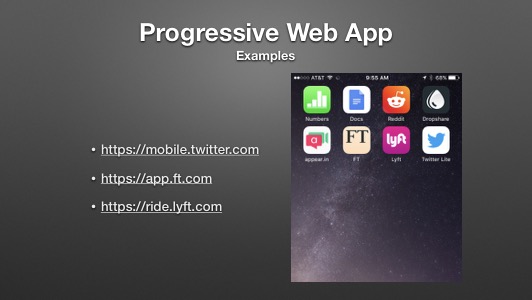 Progressive Web App
Examples
• https://mobile.twitter.com
• https://app.ft.com
• https://ride.lyft.com
AT&T 9:55 AM 68%
Numbers Docs Reddit Dropshare
FT lyft
appear.in FT Lyft Twitter Lite